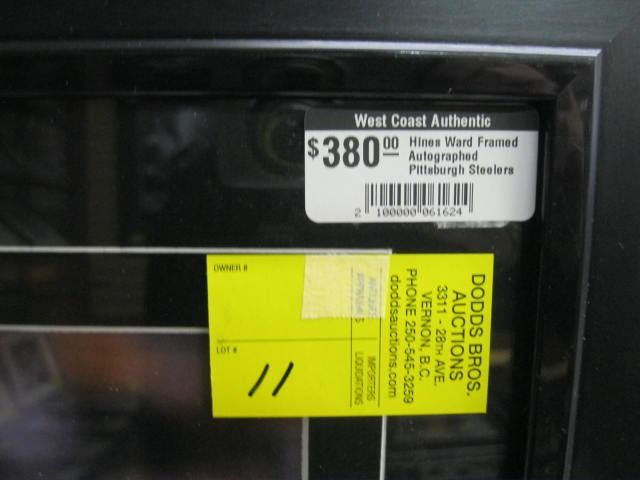 West Coast Authentic
$380.00 Hines Ward Framed
Autographed
Pittsburgh Steelers
2 100000 061624
DODDS BROS.
AUCTIONS
3311 - 28TH AVE.
VERNON, B.C.
PHONE 250-545-3259
doddsauctions.com
IMPORTERS
LIQUIDATIONS
OWNER #
LOT #
11